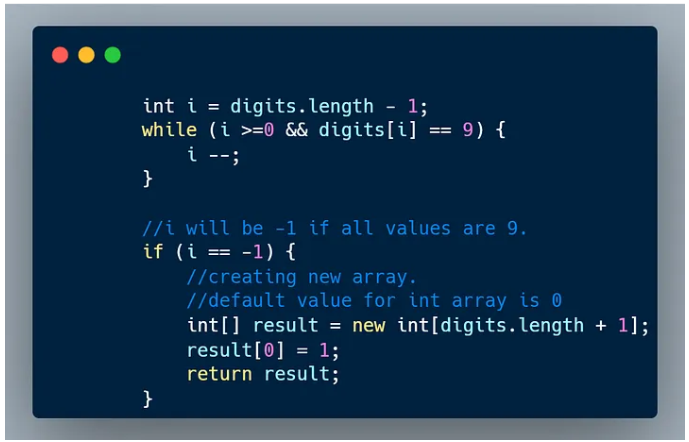 int i = digits.length - 1;
while (i >=0 && digits[i] == 9) {
    i --;
}
//i will be -1 if all values are 9.
if (i == -1) {
    //creating new array.
    //default value for int array is 0
    int[] result = new int[digits.length + 1];
    result[0] = 1;
    return result;
}